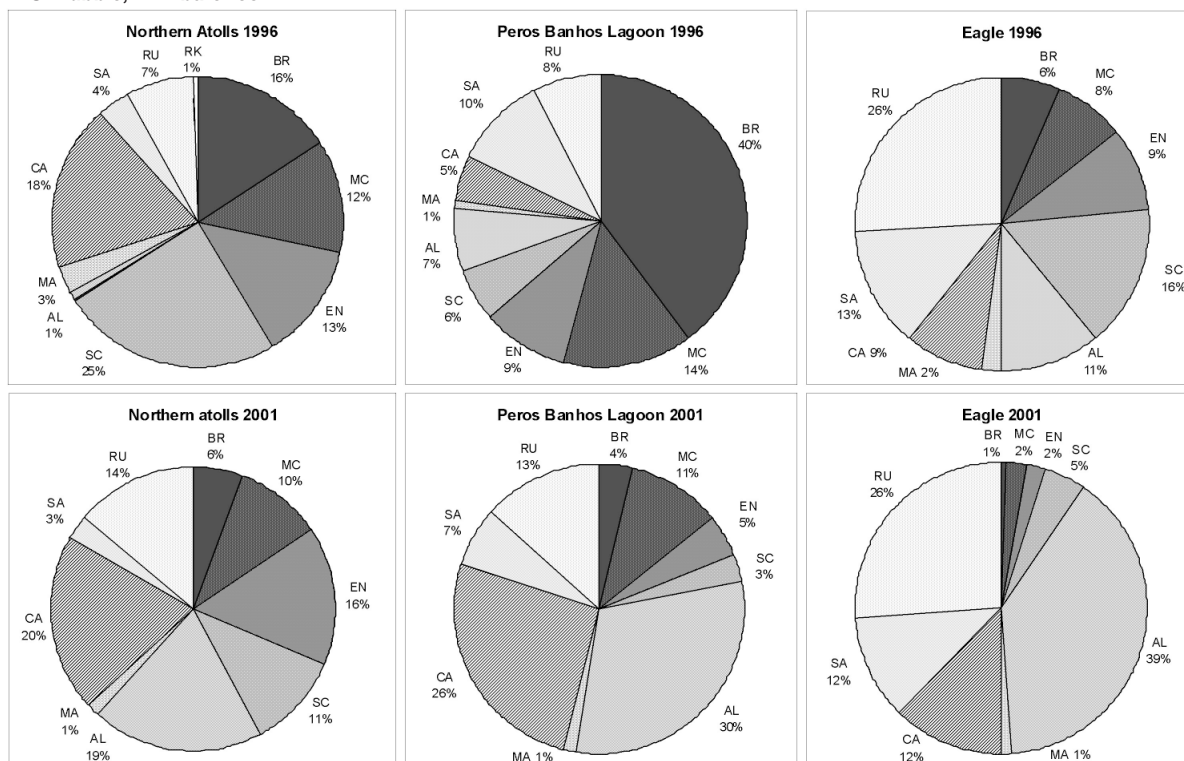 Northern Atolls 1996
RK
1%
BR
16%
MC
12%
EN
13%
SC
25%
AL
1%
MA
3%
CA
18%
SA
4%
RU
7%
Peros Banhos Lagoon 1996
BR
40%
MC
14%
EN
9%
SC
6%
AL
7%
MA
1%
CA
5%
SA
10%
RU
8%
Eagle 1996
BR
6%
MC
8%
EN
9%
SC
16%
AL
11%
MA 2%
CA 9%
SA
13%
RU
26%
Northern atolls 2001
BR
6%
MC
10%
EN
16%
SC
11%
AL
19%
MA
1%
CA
20%
SA
3%
RU
14%
Peros Banhos Lagoon 2001
BR
4%
MC
11%
EN
5%
SC
3%
AL
30%
MA 1%
CA
26%
SA
7%
RU
13%
Eagle 2001
BR
1%
MC
2%
EN
2%
SC
5%
AL
39%
MA 1%
CA
12%
SA
12%
RU
26%